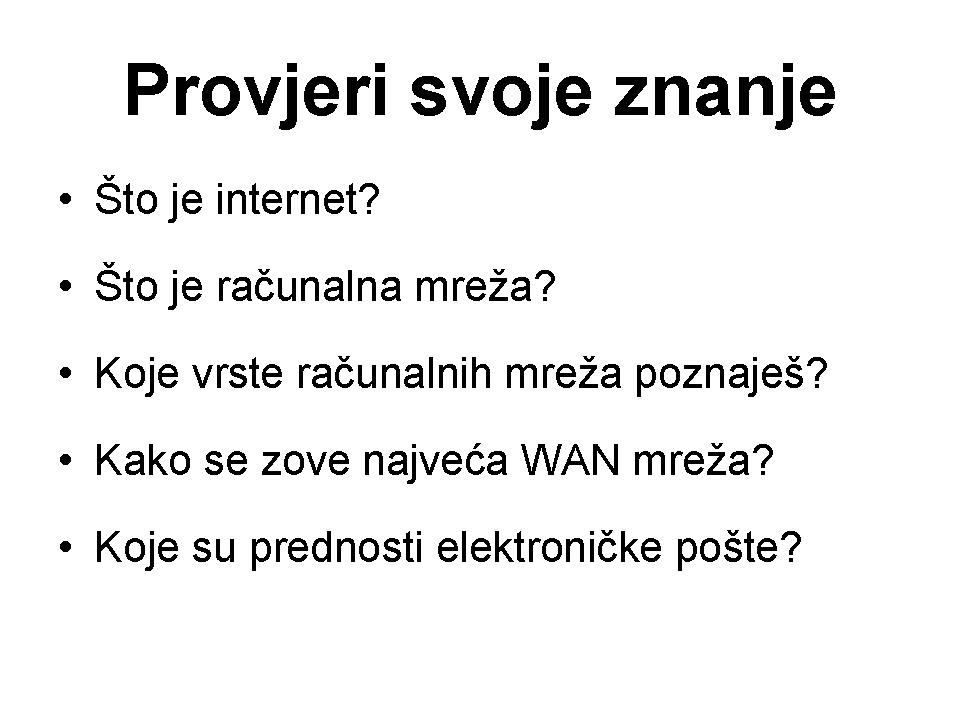 Provjeri svoje znanje
• Što je internet?
• Što je računalna mreža?
• Koje vrste računalnih mreža poznaješ?
• Kako se zove najveća WAN mreža?
• Koje su prednosti elektroničke pošte?